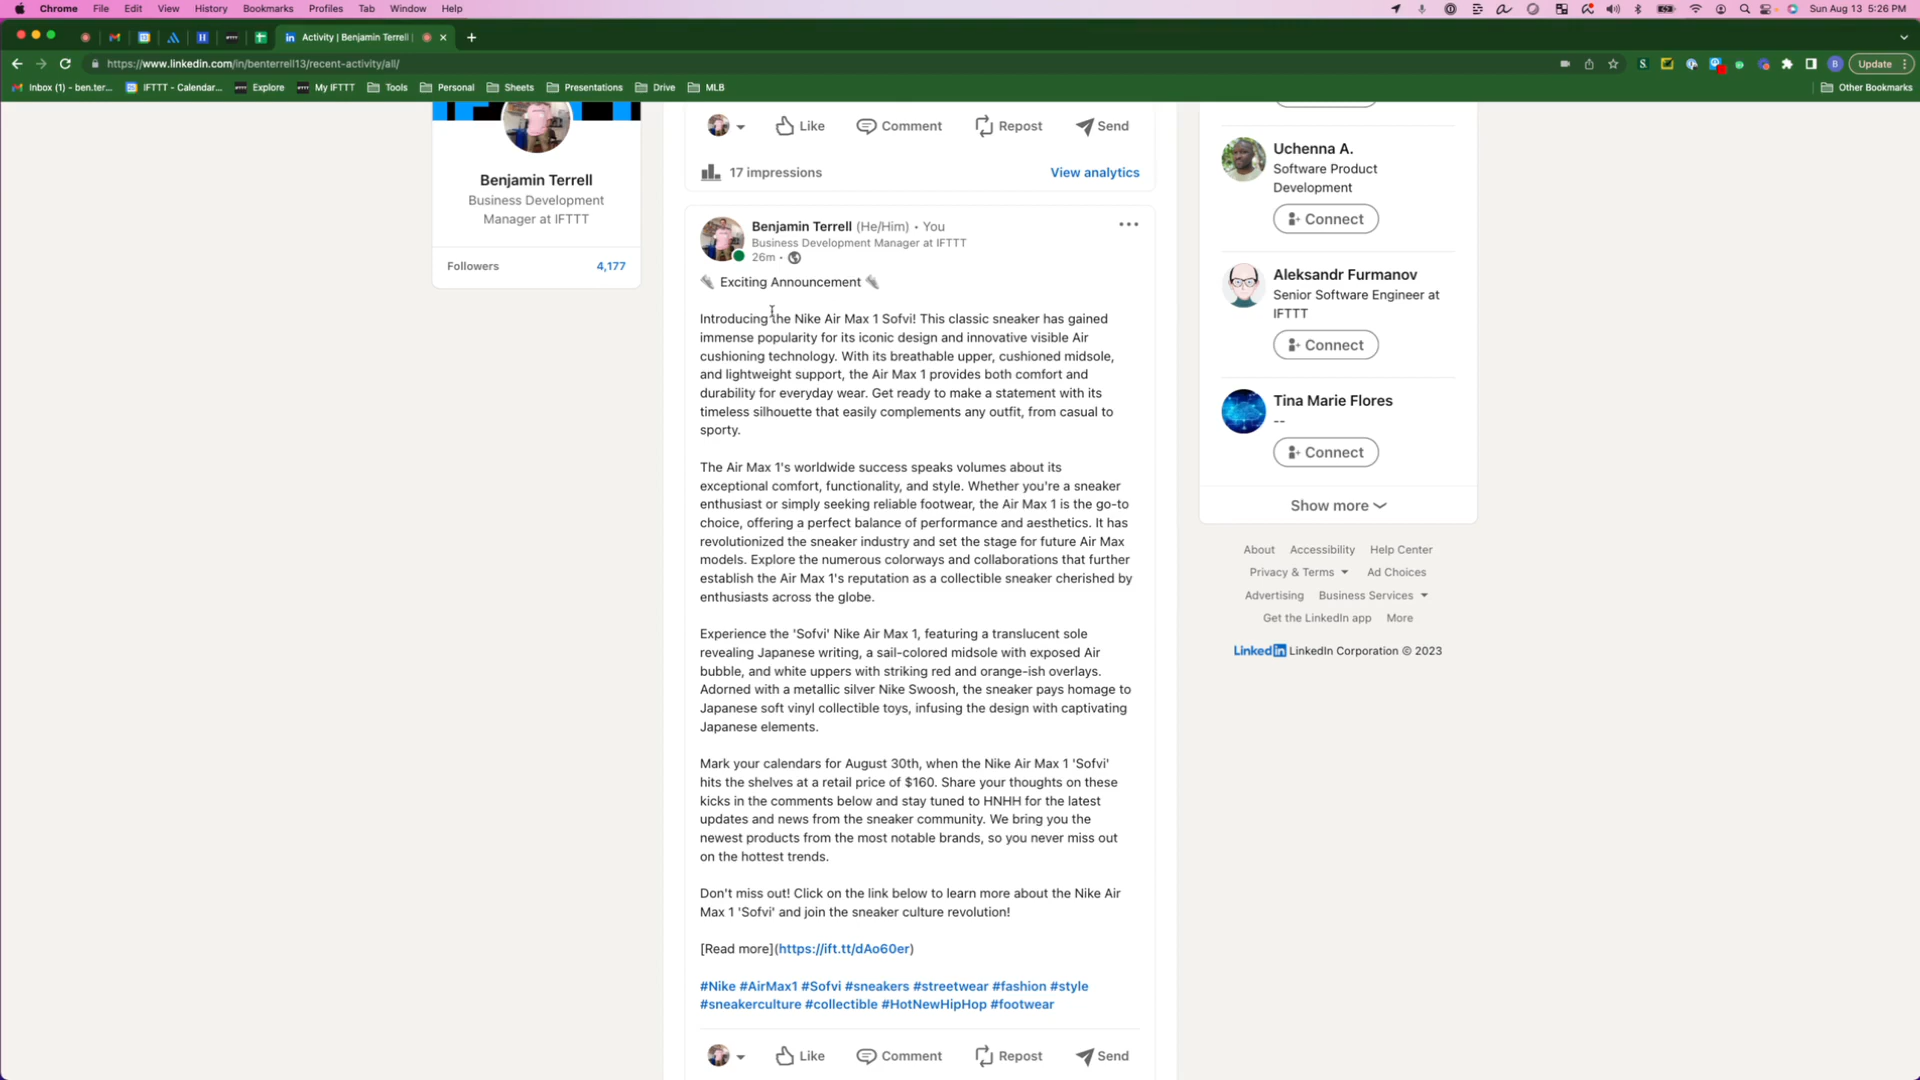 Chrome File Edit View History Bookmarks Profiles Tab Window Help
Sun Aug 13 5:26 PM
Activity | Benjamin Terrell |
https://www.linkedin.com/in/benterrell13/recent-activity/all/
Update
Inbox (1) - ben.ter... IFTTT - Calendar... Explore My IFTTT Tools Personal Sheets Presentations Drive MLB Other Bookmarks
Benjamin Terrell
Business Development
Manager at IFTTT
Followers 4,177
Like Comment Repost Send
17 impressions View analytics
Benjamin Terrell (He/Him) • You
Business Development Manager at IFTTT
26m •
Exciting Announcement
Introducing the Nike Air Max 1 Sofvi! This classic sneaker has gained
immense popularity for its iconic design and innovative visible Air
cushioning technology. With its breathable upper, cushioned midsole,
and lightweight support, the Air Max 1 provides both comfort and
durability for everyday wear. Get ready to make a statement with its
timeless silhouette that easily complements any outfit, from casual to
sporty.
The Air Max 1's worldwide success speaks volumes about its
exceptional comfort, functionality, and style. Whether you're a sneaker
enthusiast or simply seeking reliable footwear, the Air Max 1 is the go-to
choice, offering a perfect balance of performance and aesthetics. It has
revolutionized the sneaker industry and set the stage for future Air Max
models. Explore the numerous colorways and collaborations that further
establish the Air Max 1's reputation as a collectible sneaker cherished by
enthusiasts across the globe.
Experience the 'Sofvi' Nike Air Max 1, featuring a translucent sole
revealing Japanese writing, a sail-colored midsole with exposed Air
bubble, and white uppers with striking red and orange-ish overlays.
Adorned with a metallic silver Nike Swoosh, the sneaker pays homage to
Japanese soft vinyl collectible toys, infusing the design with captivating
Japanese elements.
Mark your calendars for August 30th, when the Nike Air Max 1 'Sofvi'
hits the shelves at a retail price of $160. Share your thoughts on these
kicks in the comments below and stay tuned to HNHH for the latest
updates and news from the sneaker community. We bring you the
newest products from the most notable brands, so you never miss out
on the hottest trends.
Don't miss out! Click on the link below to learn more about the Nike Air
Max 1 'Sofvi' and join the sneaker culture revolution!
[Read more](https://ift.tt/dAo60er)
#Nike #AirMax1 #Sofvi #sneakers #streetwear #fashion #style
#sneakerculture #collectible #HotNewHipHop #footwear
Like Comment Repost Send
Uchenna A.
Software Product
Development
Connect
Aleksandr Furmanov
Senior Software Engineer at
IFTTT
Connect
Tina Marie Flores
--
Connect
Show more
About Accessibility Help Center
Privacy & Terms Ad Choices
Advertising Business Services
Get the LinkedIn app More
LinkedIn LinkedIn Corporation © 2023